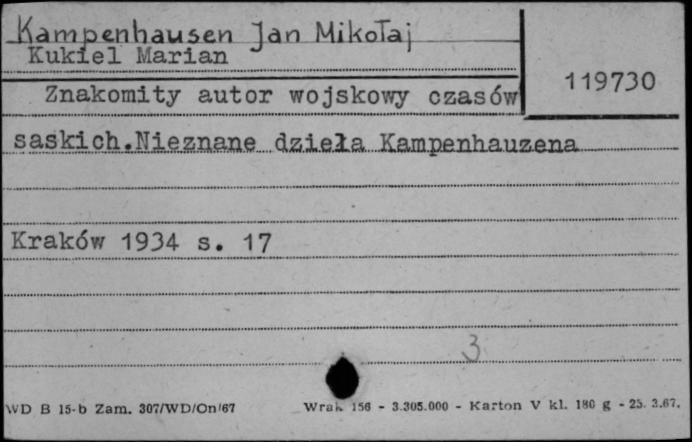 Kampenhausen Jan Mikołaj
Kukiel Marian
119730
Znakomity autor wojskowy czasów
saskich.Nieznane dzieła Kampenhauzena
Kraków 1934 s. 17
3
WD B 15-b Zam. 307/WD/On/67
Wrak. 156 - 3.305.000 - Karton V kl. 180 g - 25. 3.67.